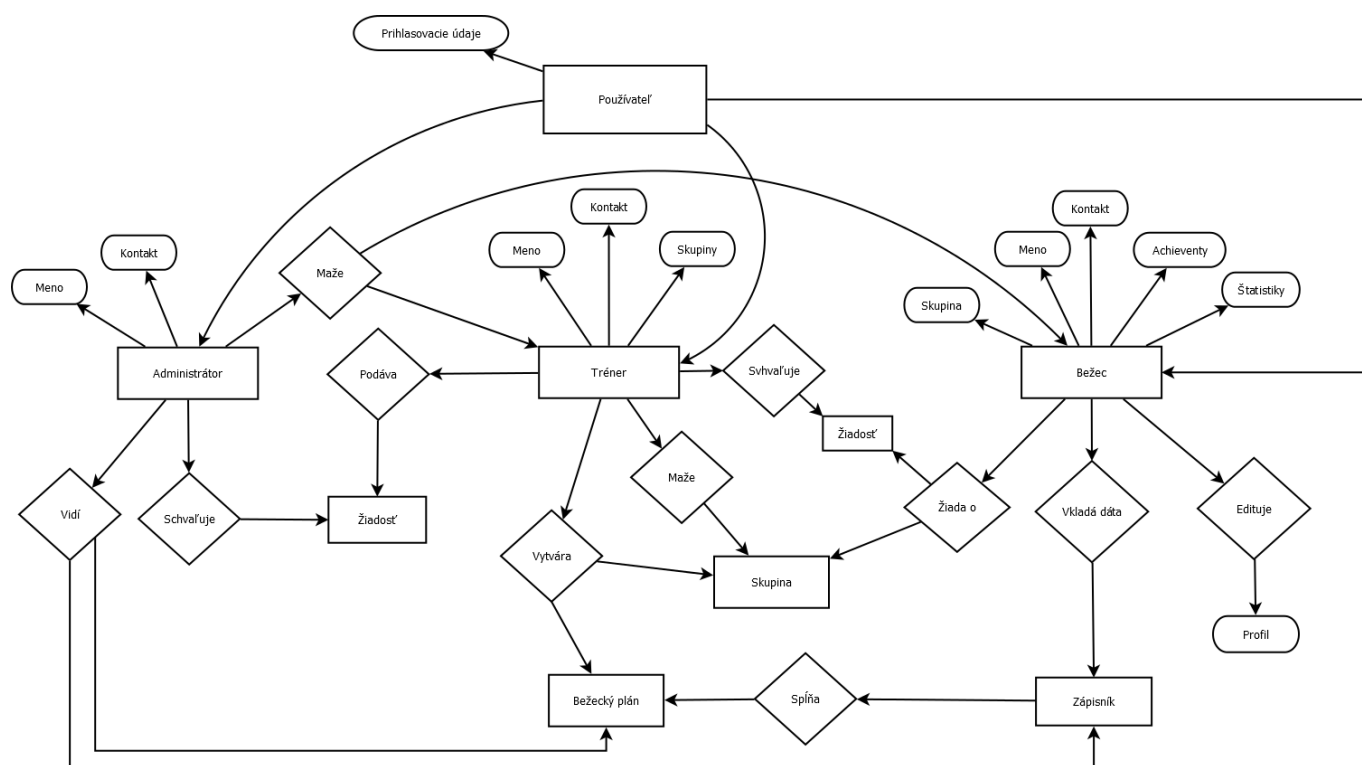 Prihlasovacie údaje
Používateľ
Kontakt
Kontakt
Meno
Kontakt
Maže
Meno
Skupiny
Meno
Achieventy
Meno
Skupina
Štatistiky
Administrátor
Podáva
Tréner
Svhvaľuje
Bežec
Žiadosť
Maže
Vidí
Schvaľuje
Žiadosť
Žiada o
Vkladá dáta
Edituje
Vytvára
Skupina
Profil
Bežecký plán
Spĺňa
Zápisník